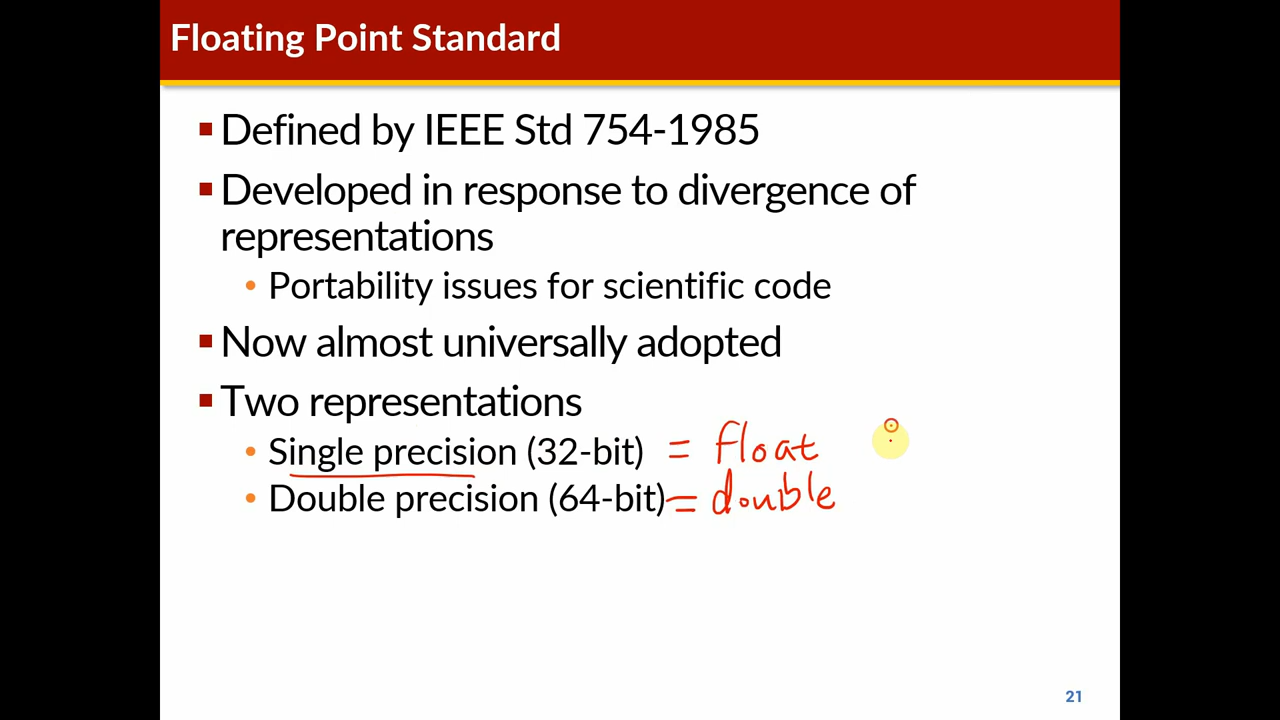 Floating Point Standard
Defined by IEEE Std 754-1985
Developed in response to divergence of
representations
Portability issues for scientific code
Now almost universally adopted
Two representations
Single precision (32-bit) = float
Double precision (64-bit) = double
21